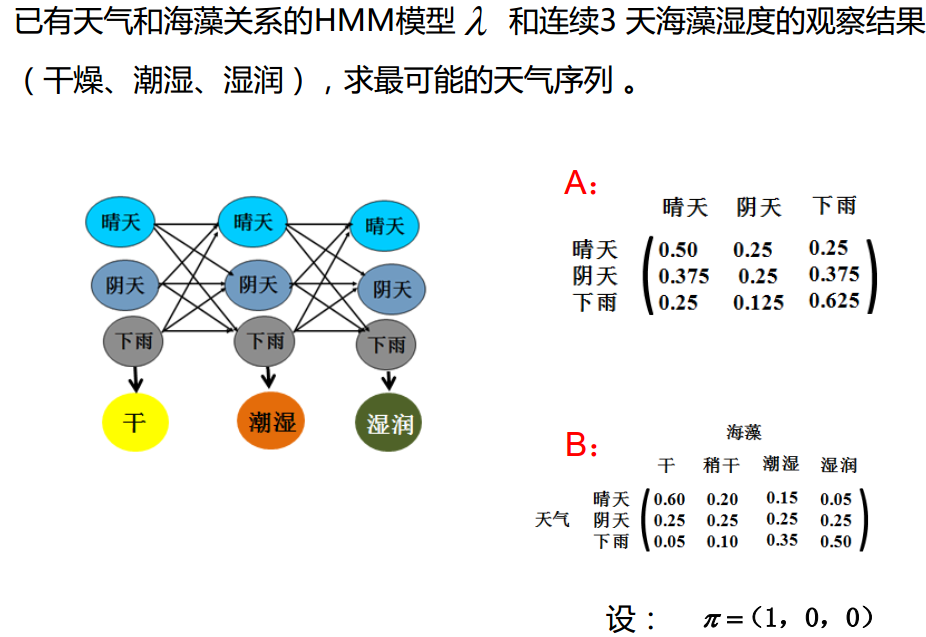 已有天气和海藻关系的HMM模型 λ 和连续3 天海藻湿度的观察结果
（干燥、潮湿、湿润），求最可能的天气序列 。
晴天 晴天 晴天
阴天 阴天 阴天
下雨 下雨 下雨
干 潮湿 湿润
A：
晴天 阴天 下雨
晴天 0.50 0.25 0.25
阴天 0.375 0.25 0.375
下雨 0.25 0.125 0.625
B：
海藻
干 稍干 潮湿 湿润
晴天 0.60 0.20 0.15 0.05
天气 阴天 0.25 0.25 0.25 0.25
下雨 0.05 0.10 0.35 0.50
设： π＝（1，0，0）